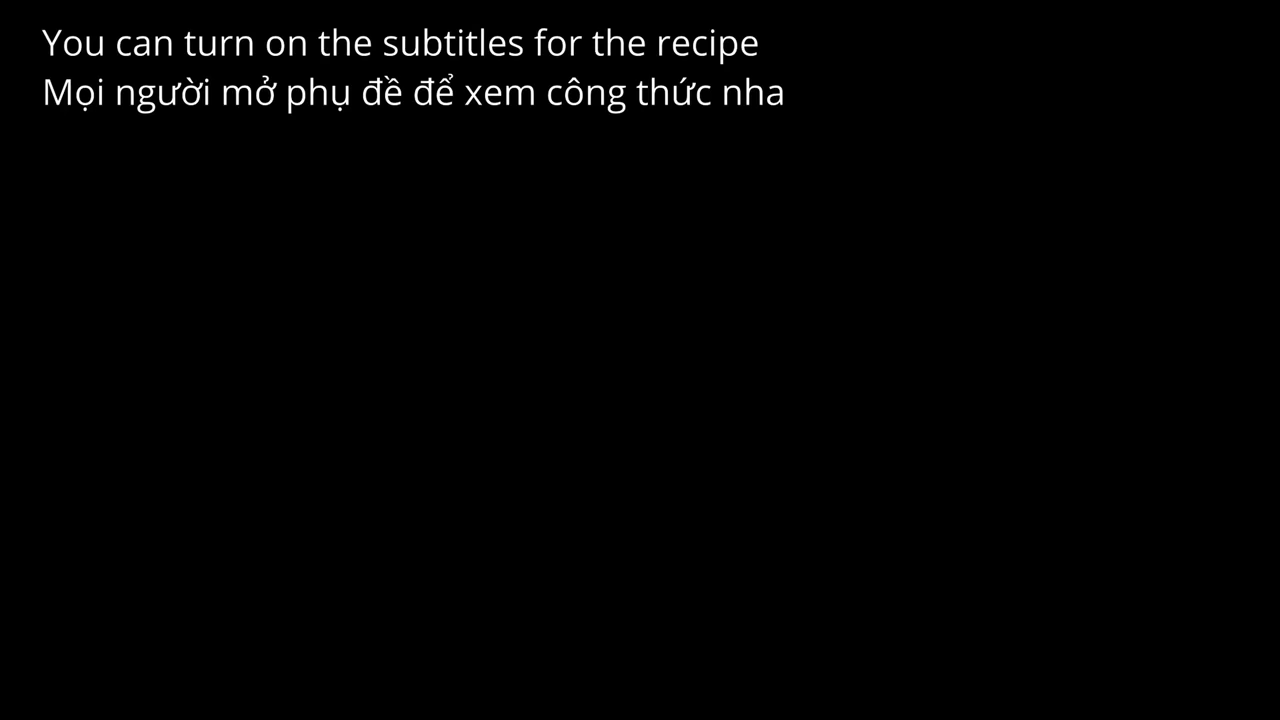 You can turn on the subtitles for the recipe
Mọi người mở phụ đề để xem công thức nha